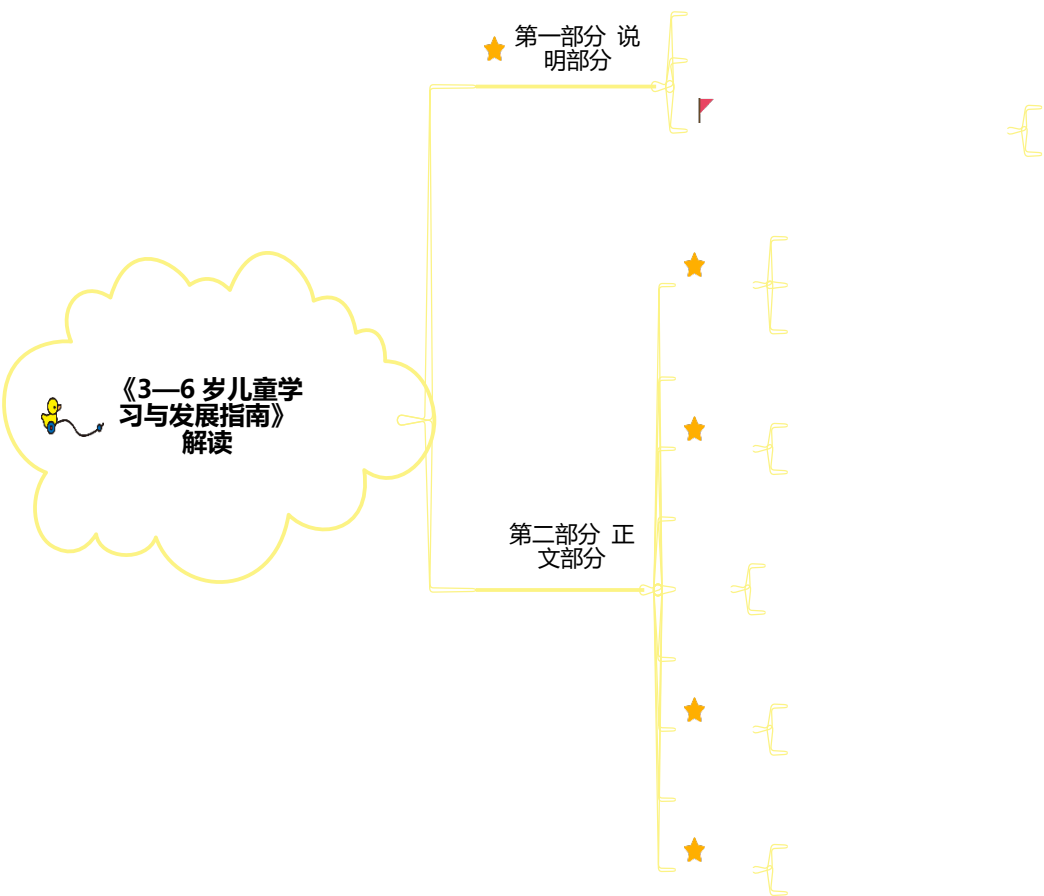 第一部分 说
明部分
《3—6 岁儿童学
习与发展指南》
解读
第二部分 正
文部分